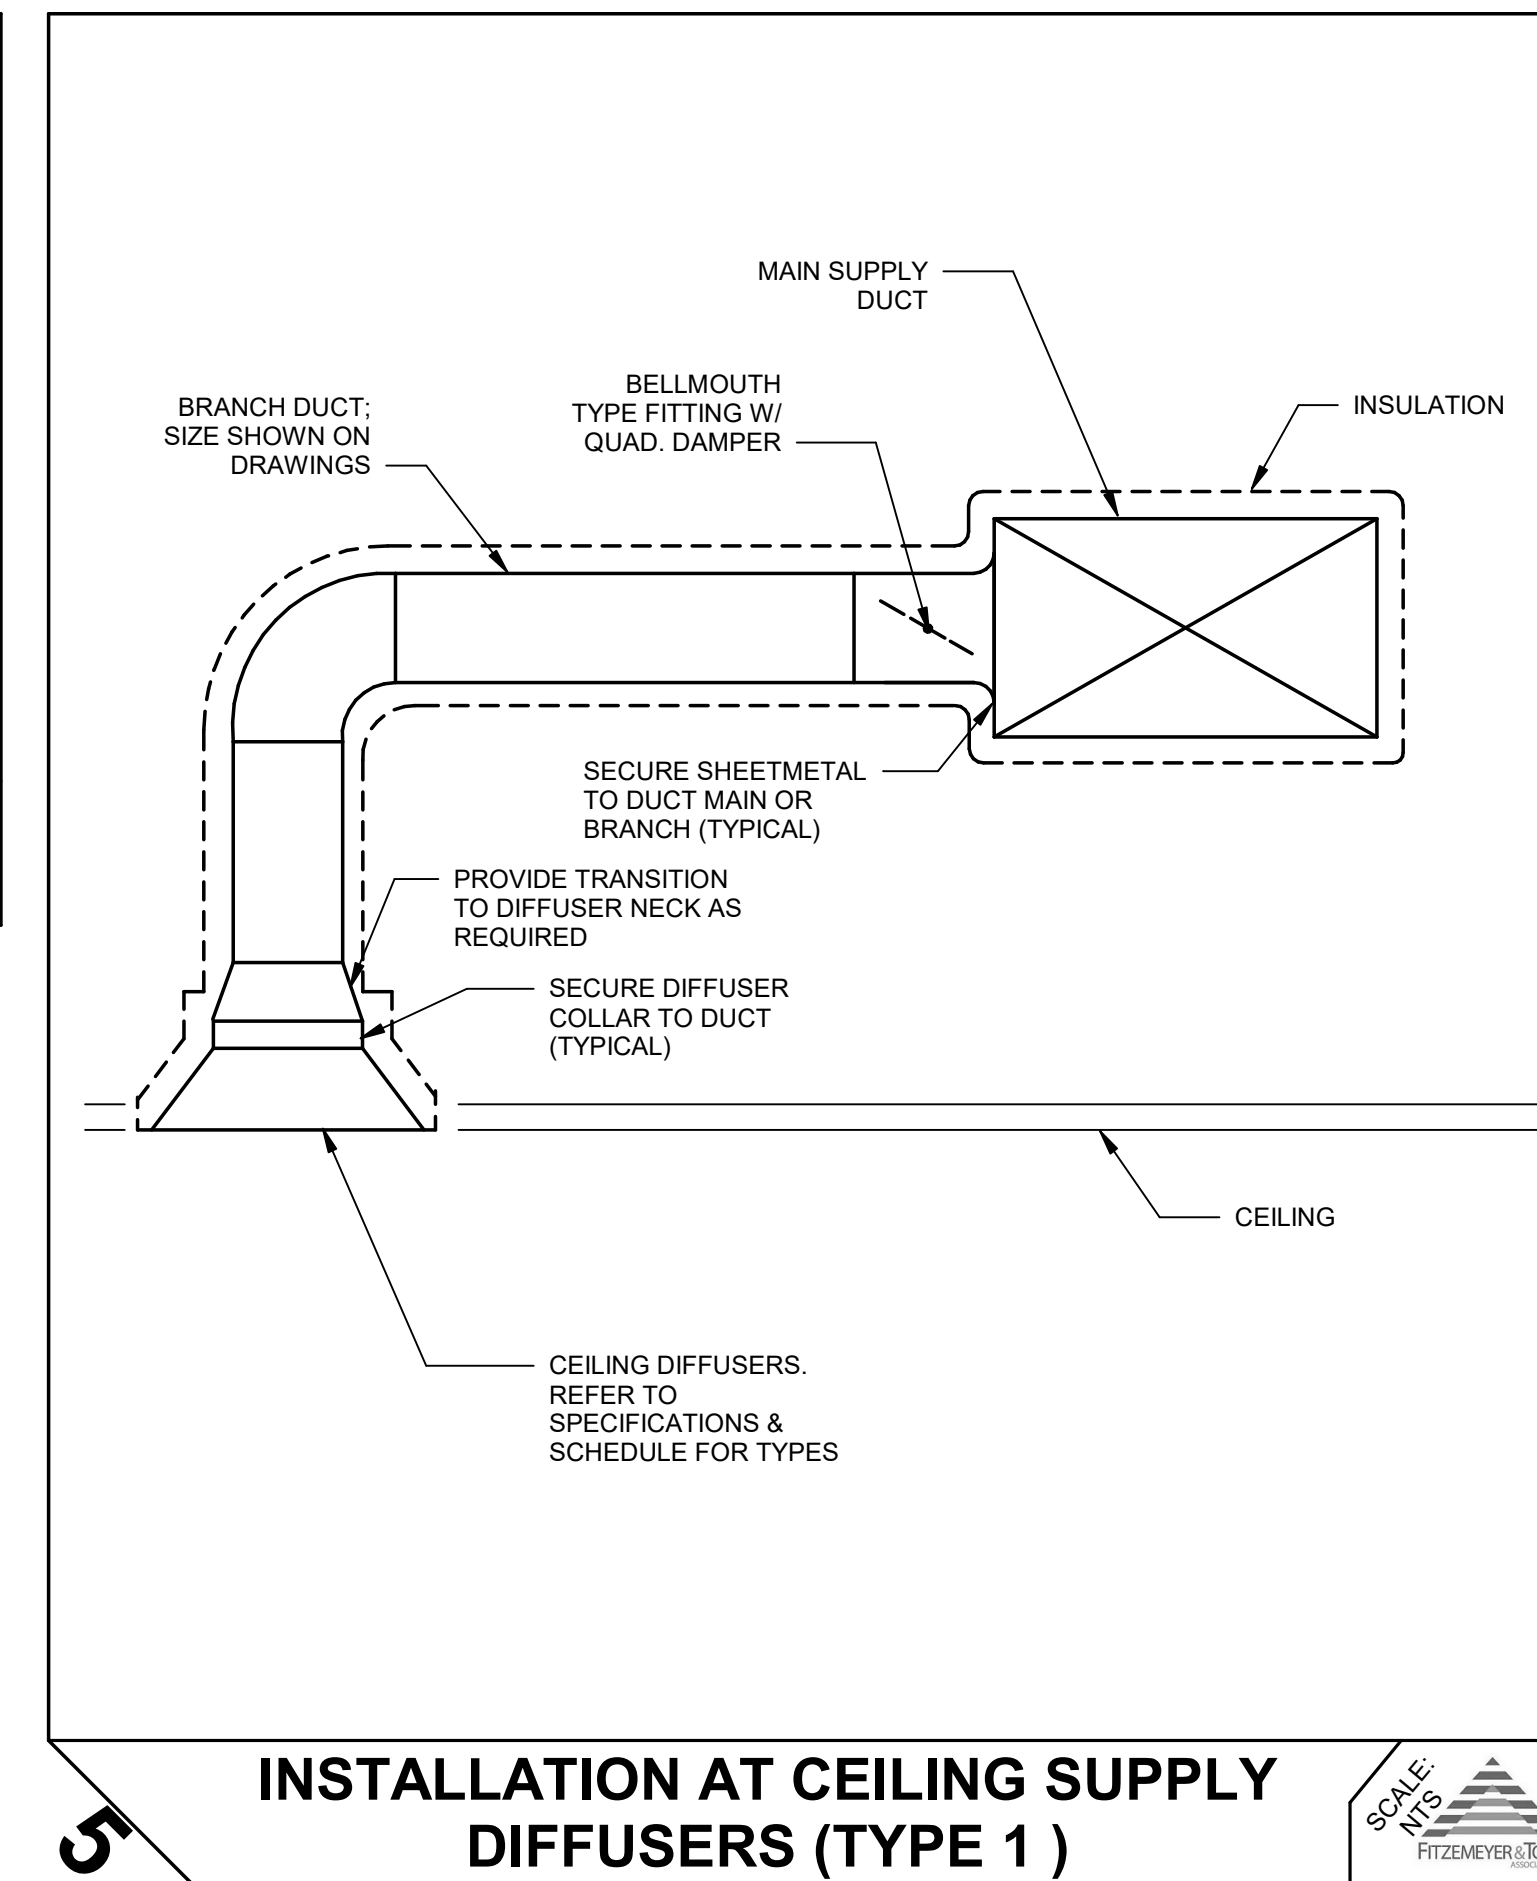 MAIN SUPPLY
DUCT
BELLMOUTH
TYPE FITTING W/
QUAD. DAMPER
BRANCH DUCT;
SIZE SHOWN ON
DRAWINGS
INSULATION
SECURE SHEETMETAL
TO DUCT MAIN OR
BRANCH (TYPICAL)
PROVIDE TRANSITION
TO DIFFUSER NECK AS
REQUIRED
SECURE DIFFUSER
COLLAR TO DUCT
(TYPICAL)
CEILING
CEILING DIFFUSERS.
REFER TO
SPECIFICATIONS &
SCHEDULE FOR TYPES
5
INSTALLATION AT CEILING SUPPLY
DIFFUSERS (TYPE 1 )
SCALE:
NTS
FITZEMEYER &